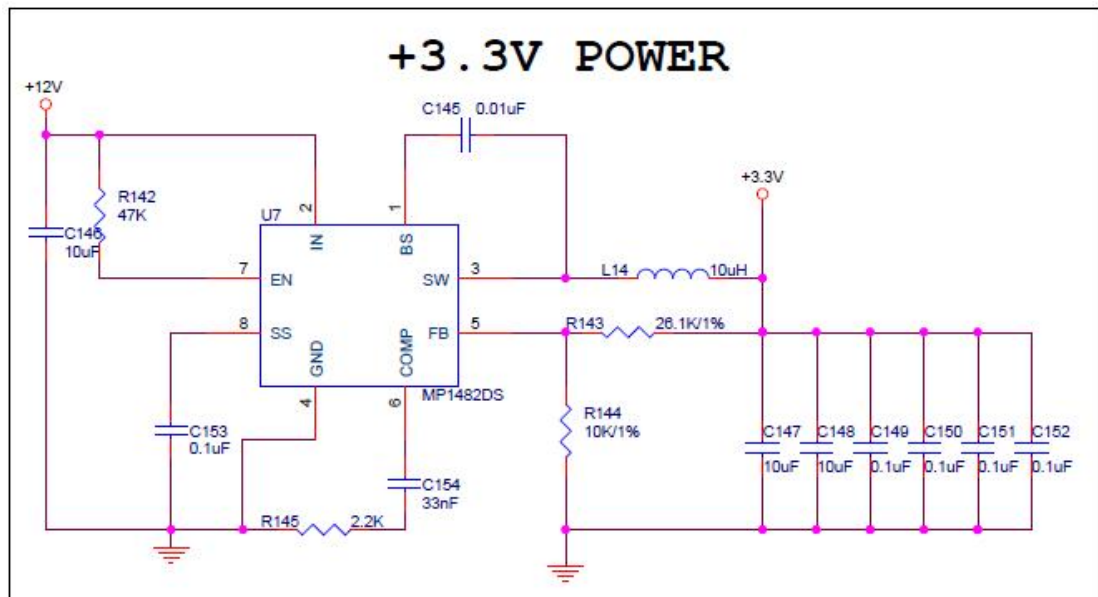 +3.3V POWER
+12V
C145 0.01uF
+3.3V
R142
47K
C146
10uF
U7
2
1
IN
BS
7
EN
SW
3
L14
10uH
8
SS
FB
5
R143
26.1K/1%
GND
COMP
MP1482DS
4
6
C153
0.1uF
R144
10K/1%
C154
33nF
C147
10uF
C148
10uF
C149
0.1uF
C150
0.1uF
C151
0.1uF
C152
0.1uF
R145
2.2K